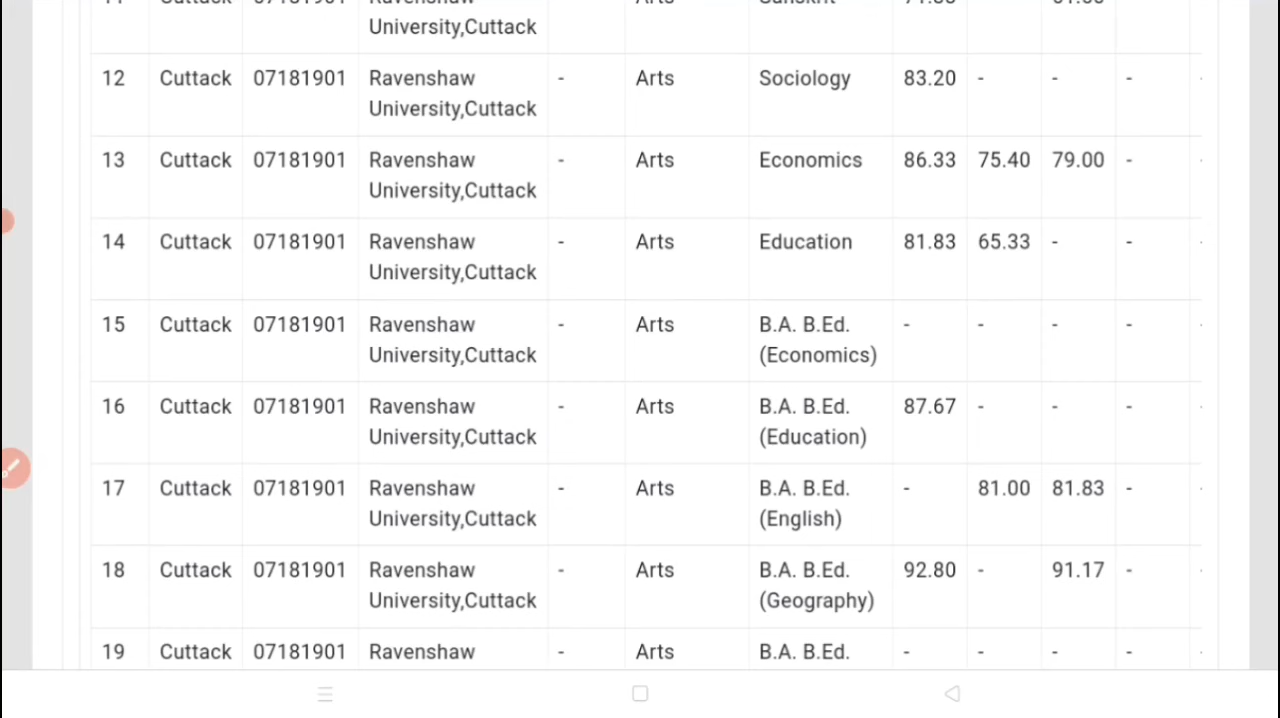 University,Cuttack
12 Cuttack 07181901 Ravenshaw - Arts Sociology 83.20 - - -
University,Cuttack
13 Cuttack 07181901 Ravenshaw - Arts Economics 86.33 75.40 79.00 -
University,Cuttack
14 Cuttack 07181901 Ravenshaw - Arts Education 81.83 65.33 - -
University,Cuttack
15 Cuttack 07181901 Ravenshaw - Arts B.A. B.Ed. - - - -
University,Cuttack (Economics)
16 Cuttack 07181901 Ravenshaw - Arts B.A. B.Ed. 87.67 - - -
University,Cuttack (Education)
17 Cuttack 07181901 Ravenshaw - Arts B.A. B.Ed. - 81.00 81.83 -
University,Cuttack (English)
18 Cuttack 07181901 Ravenshaw - Arts B.A. B.Ed. 92.80 - 91.17 -
University,Cuttack (Geography)
19 Cuttack 07181901 Ravenshaw - Arts B.A. B.Ed. - - - -